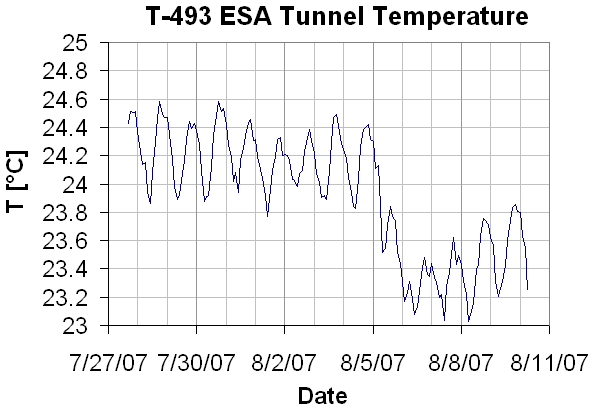 T-493 ESA Tunnel Temperature
25
24.8
24.6
24.4
24.2
24
23.8
23.6
23.4
23.2
23
T [°C]
7/27/07 7/30/07 8/2/07 8/5/07 8/8/07 8/11/07
Date